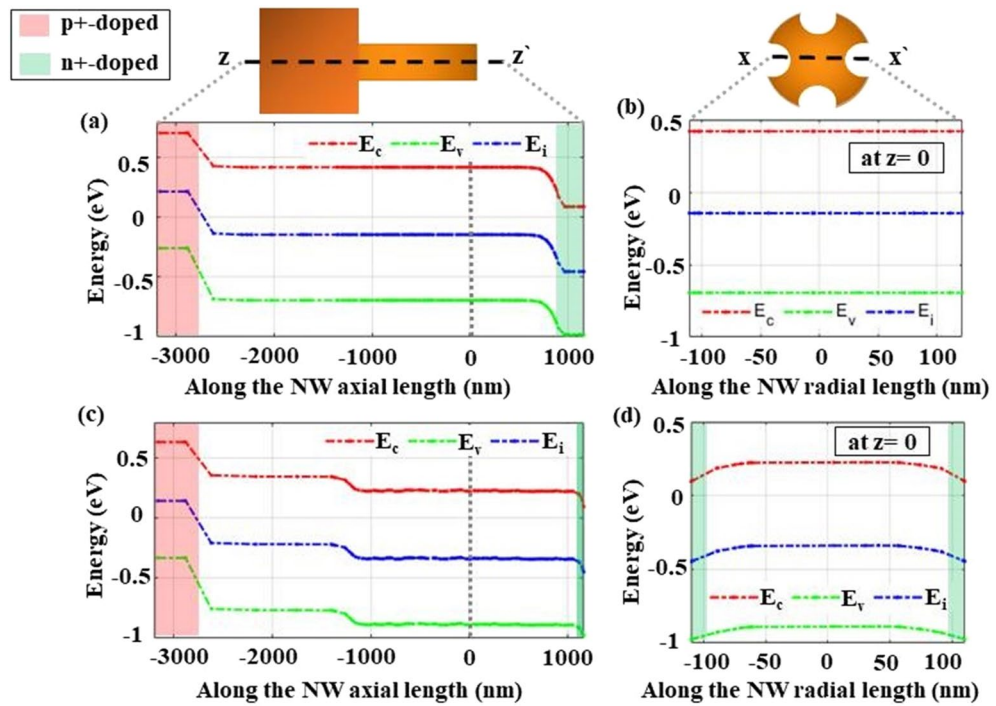 p+-doped
n+-doped
z z`
x x`
(a)
Ec Ev Ei
0.5
0
-0.5
-1
Energy (eV)
-3000 -2000 -1000 0 1000
Along the NW axial length (nm)
(b)
0.5
0
-0.5
-1
Energy (eV)
at z= 0
Ec Ev Ei
-100 -50 0 50 100
Along the NW radial length (nm)
(c)
Ec Ev Ei
0.5
0
-0.5
-1
Energy (eV)
-3000 -2000 -1000 0 1000
Along the NW axial length (nm)
(d)
0.5
0
-0.5
-1
Energy (eV)
at z= 0
Ec Ev Ei
-100 -50 0 50 100
Along the NW radial length (nm)